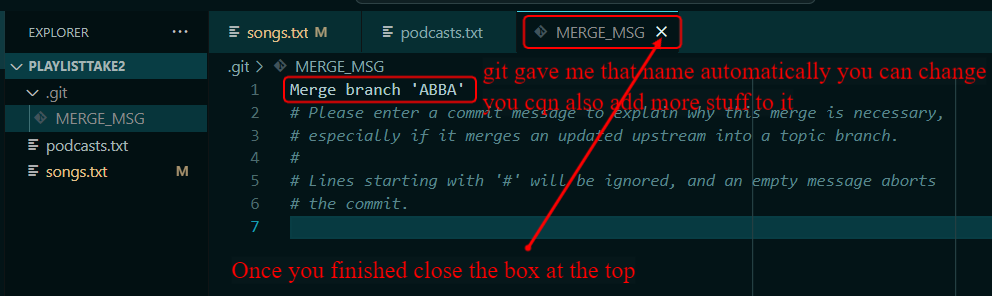 EXPLORER ···
songs.txt M
podcasts.txt
MERGE_MSG
PLAYLISTTAKE2
.git
MERGE_MSG
podcasts.txt
songs.txt M
.git > MERGE_MSG
git gave me that name automatically you can change
you cqn also add more stuff to it
1 Merge branch 'ABBA'
2 # Please enter a commit message to explain why this merge is necessary,
3 # especially if it merges an updated upstream into a topic branch.
4 #
5 # Lines starting with '#' will be ignored, and an empty message aborts
6 # the commit.
7
Once you finished close the box at the top